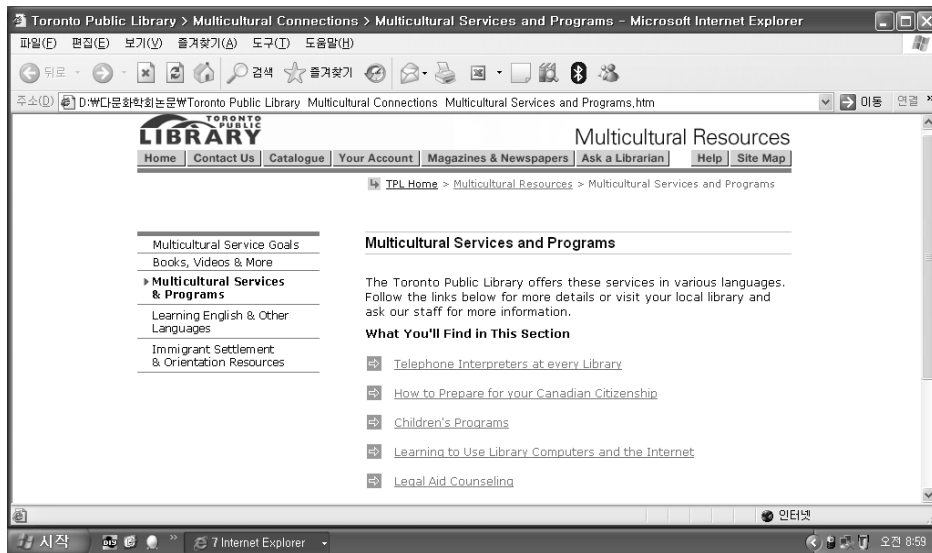 Toronto Public Library > Multicultural Connections > Multicultural Services and Programs - Microsoft Internet Explorer
파일(F) 편집(E) 보기(V) 즐겨찾기(A) 도구(T) 도움말(H)
뒤로 검색 즐겨찾기
주소(D) D:₩다문화학회논문₩Toronto Public Library Multicultural Connections Multicultural Services and Programs,htm 이동 연결 »
TORONTO
PUBLIC
LIBRARY
Multicultural Resources
Home Contact Us Catalogue Your Account Magazines & Newspapers Ask a Librarian Help Site Map
TPL Home > Multicultural Resources > Multicultural Services and Programs
Multicultural Service Goals
Books, Videos & More
Multicultural Services
& Programs
Learning English & Other
Languages
Immigrant Settlement
& Orientation Resources
Multicultural Services and Programs
The Toronto Public Library offers these services in various languages.
Follow the links below for more details or visit your local library and
ask our staff for more information.
What You'll Find in This Section
Telephone Interpreters at every Library
How to Prepare for your Canadian Citizenship
Children's Programs
Learning to Use Library Computers and the Internet
Legal Aid Counseling
인터넷
시작 » 7 Internet Explorer 오전 8:59